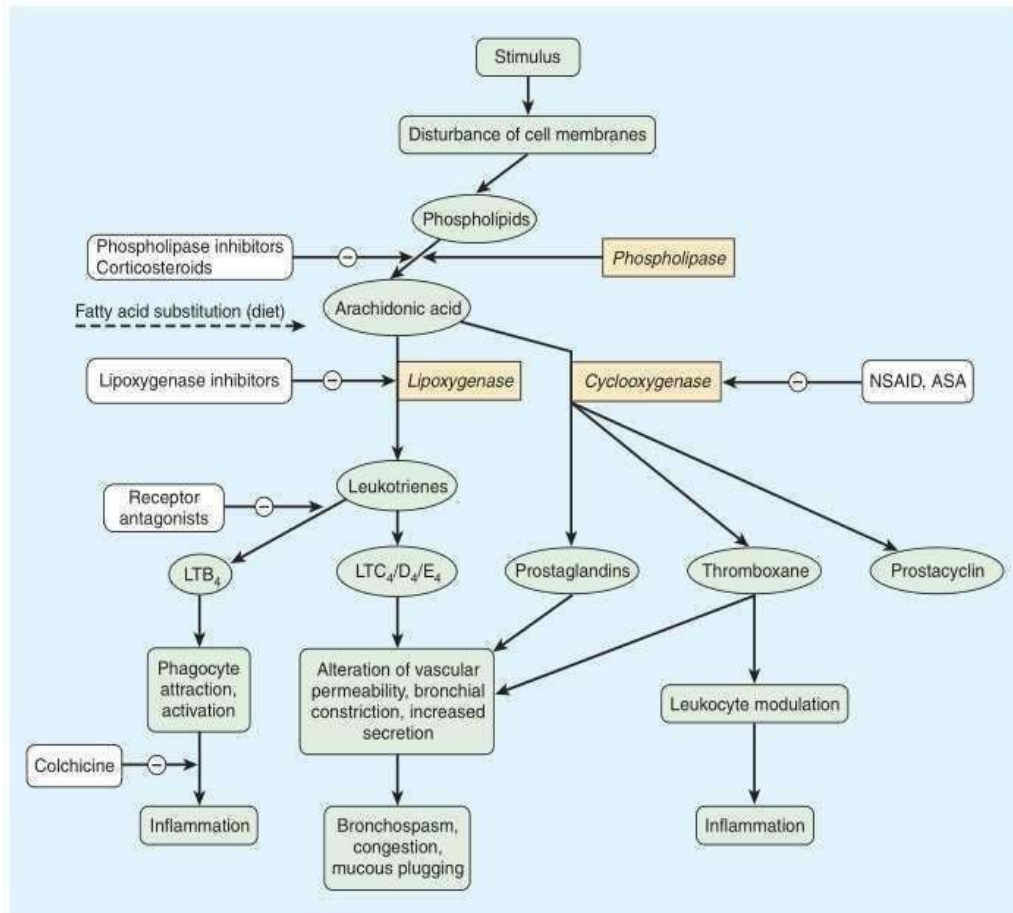 Stimulus
Disturbance of cell membranes
Phospholipids
Phospholipase inhibitors
Corticosteroids
−
Phospholipase
Arachidonic acid
Fatty acid substitution (diet)
Lipoxygenase inhibitors
−
Lipoxygenase
Cyclooxygenase
−
NSAID, ASA
Leukotrienes
Receptor
antagonists
−
LTB₄
LTC₄/D₄/E₄
Prostaglandins
Thromboxane
Prostacyclin
Phagocyte
attraction,
activation
Alteration of vascular
permeability, bronchial
constriction, increased
secretion
Leukocyte modulation
Colchicine
−
Inflammation
Bronchospasm,
congestion,
mucous plugging
Inflammation